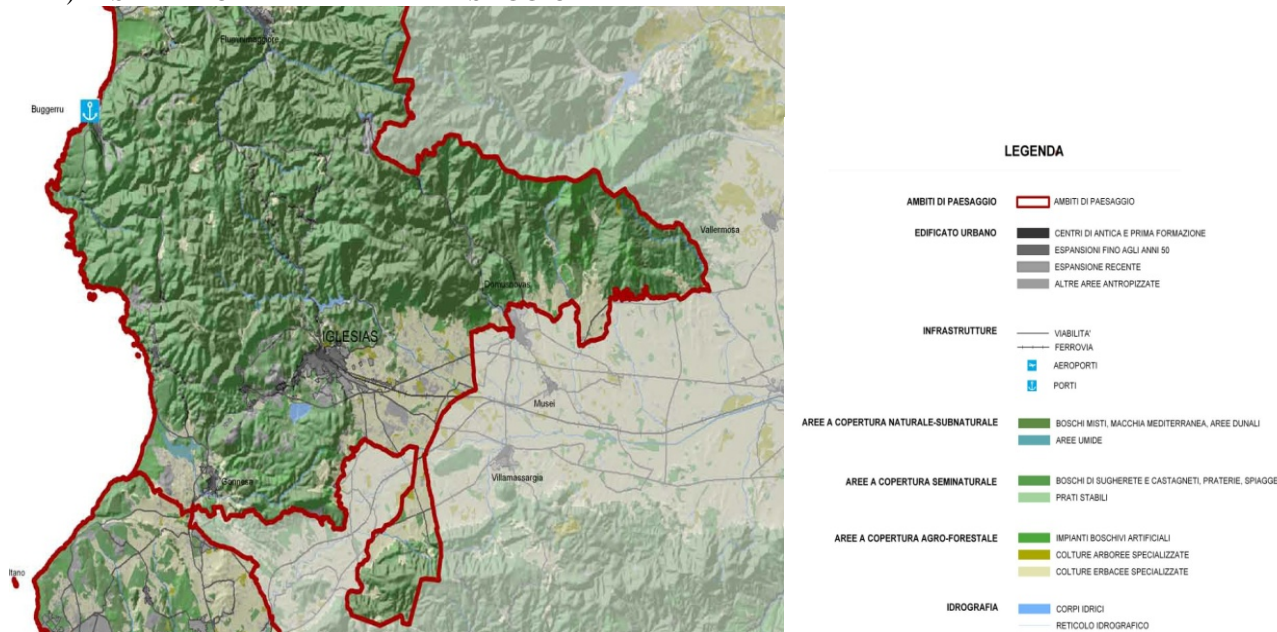 Fluminimaggiore
Buggerru
Vallermosa
Domusnovas
IGLESIAS
Musei
Villamassargia
Gonnesa
ltano
LEGENDA
AMBITI DI PAESAGGIO
AMBITI DI PAESAGGIO
EDIFICATO URBANO
CENTRI DI ANTICA E PRIMA FORMAZIONE
ESPANSIONI FINO AGLI ANNI 50
ESPANSIONE RECENTE
ALTRE AREE ANTROPIZZATE
INFRASTRUTTURE
VIABILITA'
FERROVIA
AEROPORTI
PORTI
AREE A COPERTURA NATURALE-SUBNATURALE
BOSCHI MISTI, MACCHIA MEDITERRANEA, AREE DUNALI
AREE UMIDE
AREE A COPERTURA SEMINATURALE
BOSCHI DI SUGHERETE E CASTAGNETI, PRATERIE, SPIAGGE
PRATI STABILI
AREE A COPERTURA AGRO-FORESTALE
IMPIANTI BOSCHIVI ARTIFICIALI
COLTURE ARBOREE SPECIALIZZATE
COLTURE ERBACEE SPECIALIZZATE
IDROGRAFIA
CORPI IDRICI
RETICOLO IDROGRAFICO